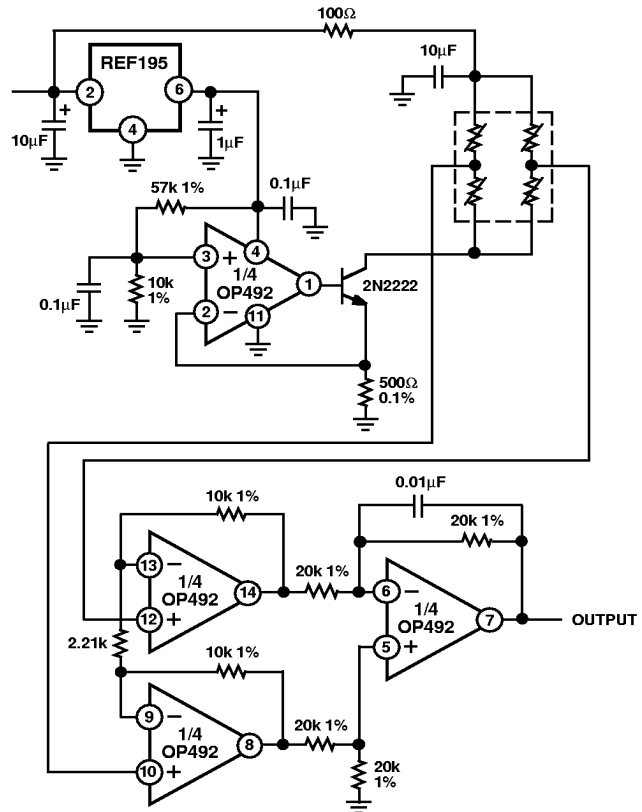 100Ω
REF195
2
6
4
+
+
10µF
1µF
10µF
57k 1%
0.1µF
3
+
4
1/4
OP492
1
2
−
11
10k
1%
0.1µF
2N2222
500Ω
0.1%
0.01µF
10k 1%
20k 1%
13
−
1/4
OP492
14
12
+
20k 1%
6
−
1/4
OP492
7
5
+
OUTPUT
2.21k
10k 1%
9
−
1/4
OP492
8
10
+
20k 1%
20k
1%